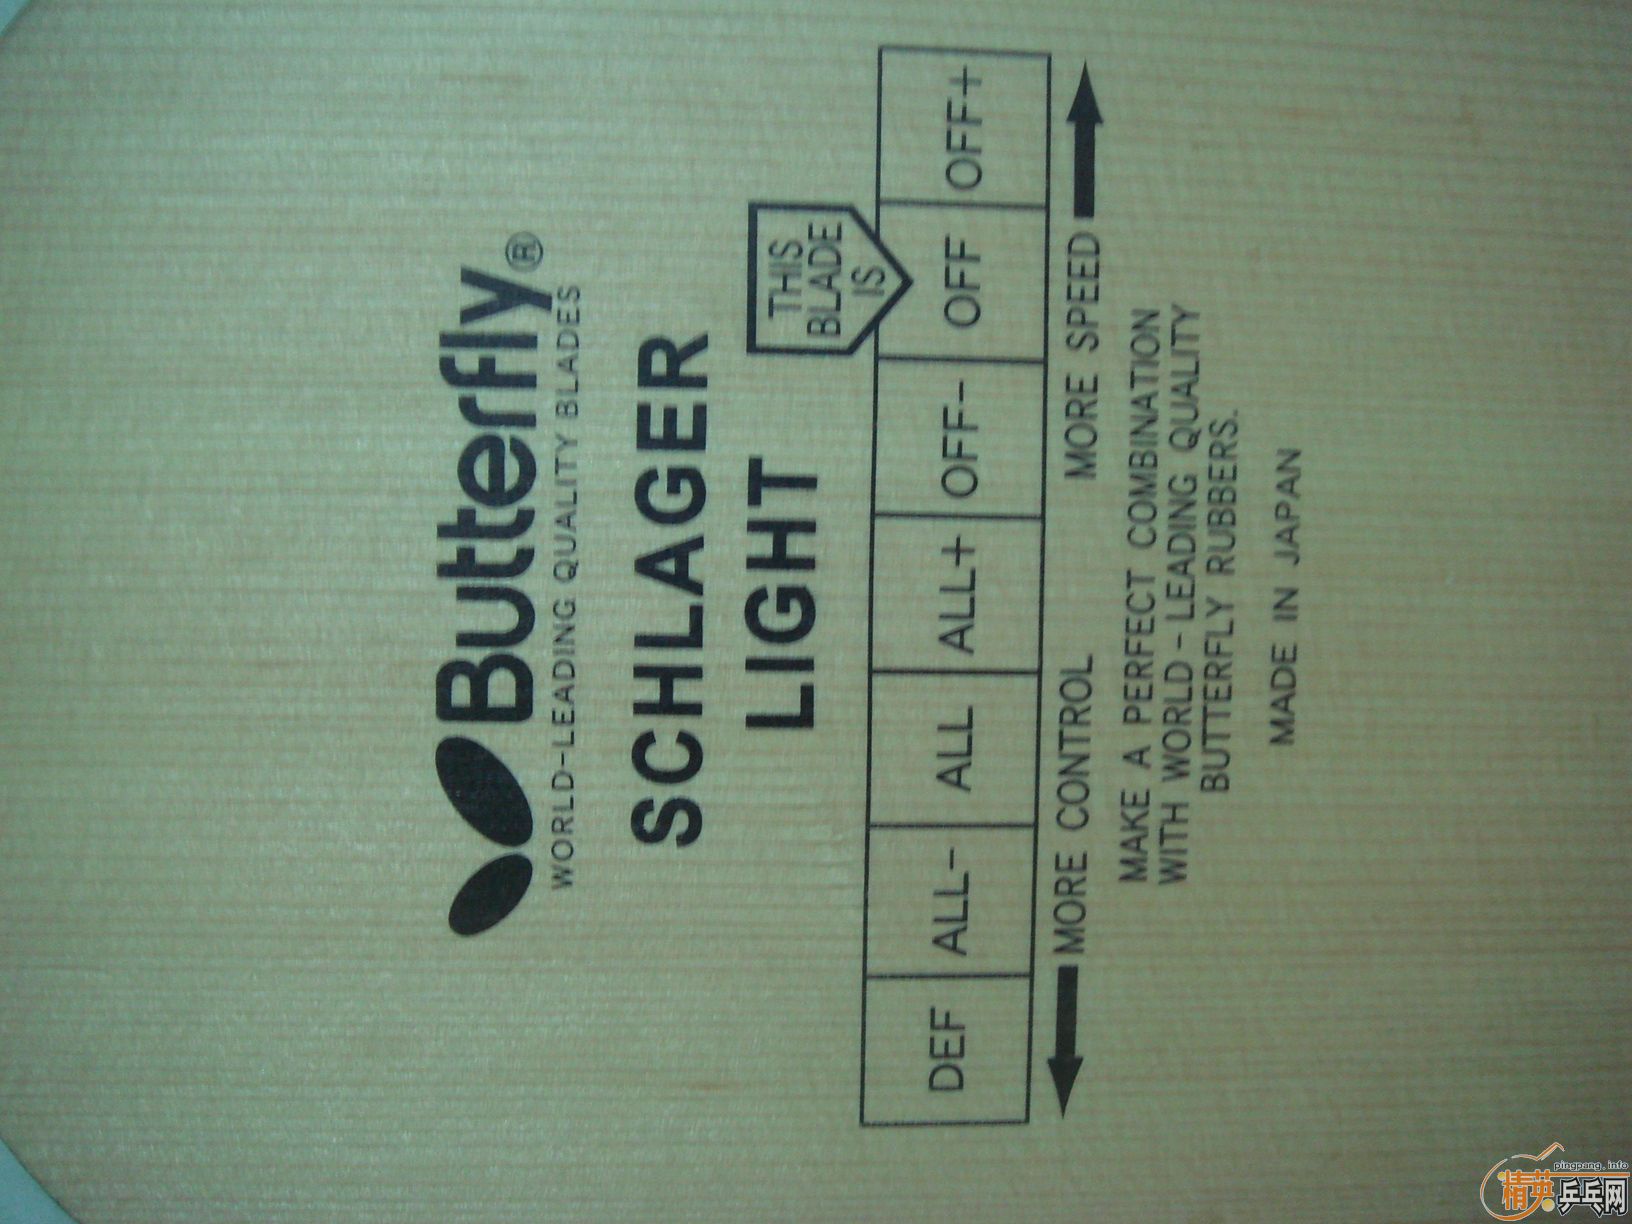 Butterfly®
WORLD-LEADING QUALITY BLADES
SCHLAGER
LIGHT
THIS
BLADE
IS
DEF ALL- ALL ALL+ OFF- OFF OFF+
MORE CONTROL MORE SPEED
MAKE A PERFECT COMBINATION
WITH WORLD-LEADING QUALITY
BUTTERFLY RUBBERS.
MADE IN JAPAN
pingpang.info
精英乒乓网